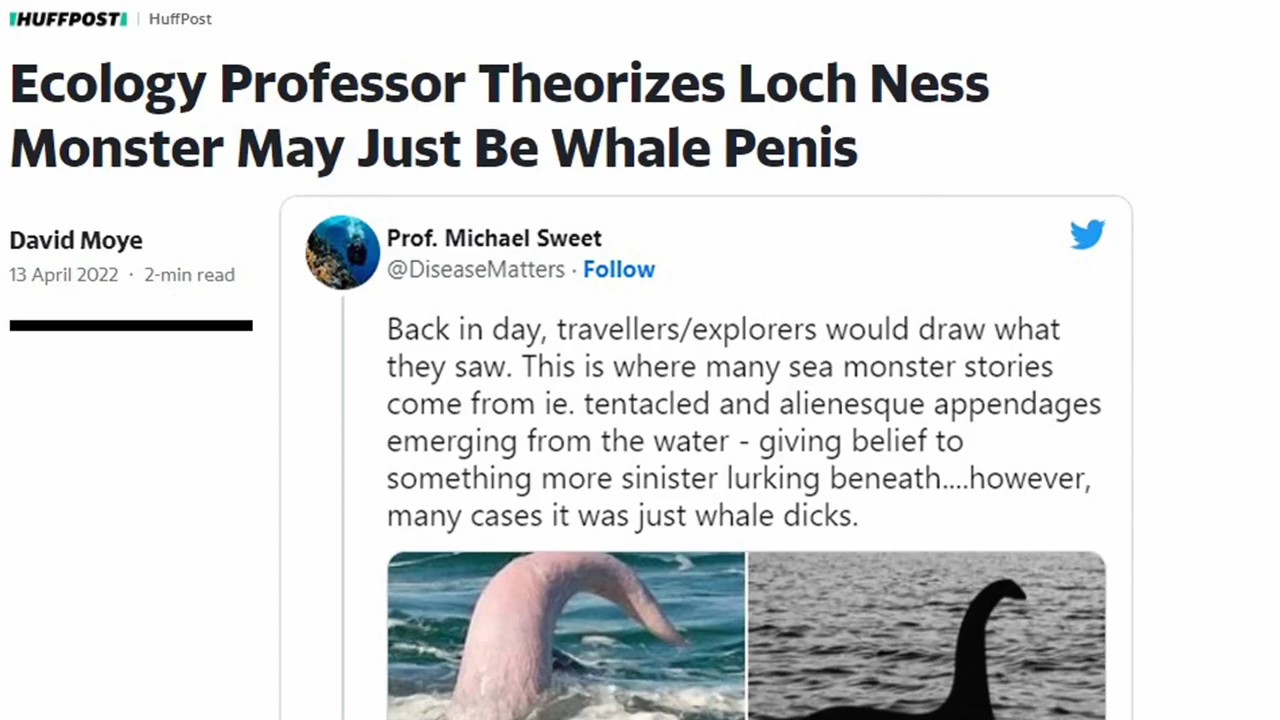 HUFFPOST | HuffPost
Ecology Professor Theorizes Loch Ness
Monster May Just Be Whale Penis
David Moye
13 April 2022 · 2-min read
Prof. Michael Sweet
@DiseaseMatters · Follow
Back in day, travellers/explorers would draw what
they saw. This is where many sea monster stories
come from ie. tentacled and alienesque appendages
emerging from the water - giving belief to
something more sinister lurking beneath....however,
many cases it was just whale dicks.